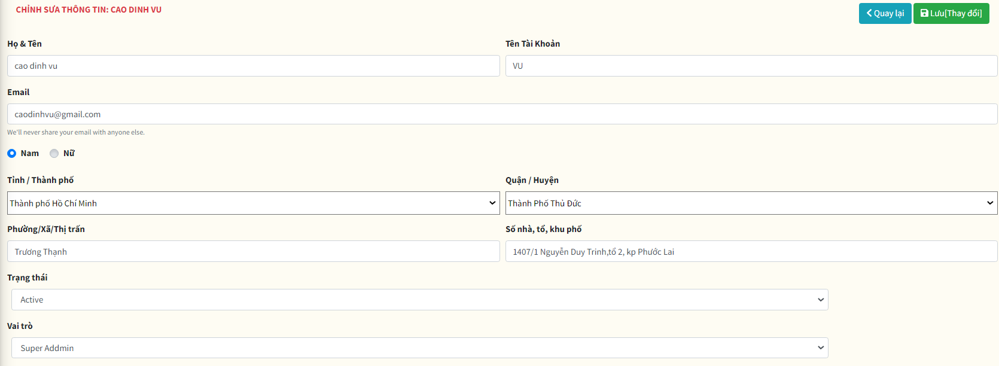 CHỈNH SƯA THÔNG TIN: CAO DINH VU
Quay lại
Lưu[Thay đổi]
Họ & Tên
Tên Tài Khoản
cao dinh vu
VU
Email
caodinhvu@gmail.com
We'll never share your email with anyone else.
Nam
Nữ
Tỉnh / Thành phố
Quận / Huyện
Thành phố Hồ Chí Minh
Thành Phố Thủ Đức
Phường/Xã/Thị trấn
Số nhà, tổ, khu phố
Trương Thạnh
1407/1 Nguyễn Duy Trinh,tổ 2, kp Phước Lai
Trạng thái
Active
Vai trò
Super Addmin